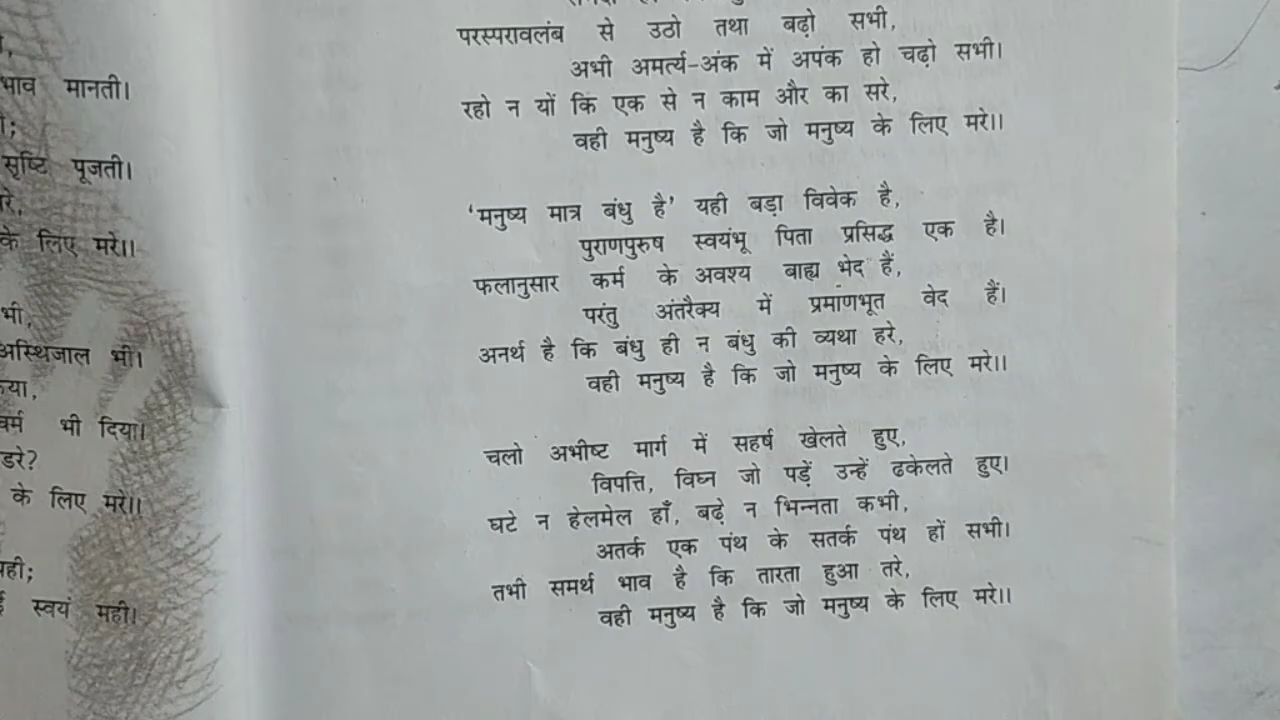 भाव मानती।
सृष्टि पूजती।
के लिए मरे।।
भी,
अस्थिजाल भी।
भी दिया।
डरे?
के लिए मरे।।
स्वयं मही।
परस्परावलंब से उठो तथा बढ़ो सभी,
अभी अमर्त्य-अंक में अपंक हो चढ़ो सभी।
रहो न यों कि एक से न काम और का सरे,
वही मनुष्य है कि जो मनुष्य के लिए मरे।।
'मनुष्य मात्र बंधु है' यही बड़ा विवेक है,
पुराणपुरुष स्वयंभू पिता प्रसिद्ध एक है।
फलानुसार कर्म के अवश्य बाह्य भेद हैं,
परंतु अंतरैक्य में प्रमाणभूत वेद हैं।
अनर्थ है कि बंधु ही न बंधु की व्यथा हरे,
वही मनुष्य है कि जो मनुष्य के लिए मरे।।
चलो अभीष्ट मार्ग में सहर्ष खेलते हुए,
विपत्ति, विघ्न जो पड़ें उन्हें ढकेलते हुए।
घटे न हेलमेल हाँ, बढ़े न भिन्नता कभी,
अतर्क एक पंथ के सतर्क पंथ हों सभी।
तभी समर्थ भाव है कि तारता हुआ तरे,
वही मनुष्य है कि जो मनुष्य के लिए मरे।।